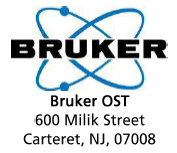 BRUKER
Bruker OST
600 Milik Street
Carteret, NJ, 07008